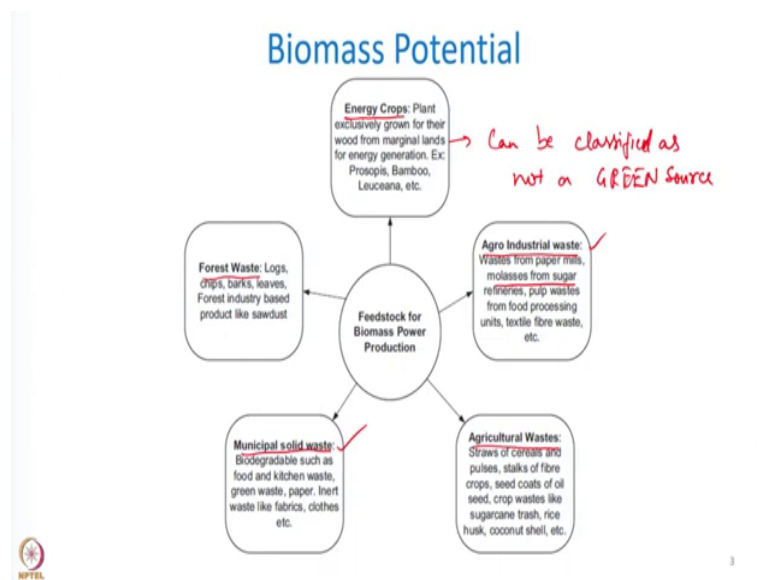 Biomass Potential
Energy Crops: Plant
exclusively grown for their
wood from marginal lands
for energy generation. Ex:
Prosopis, Bamboo,
Leuceana, etc.
Can be classified as
not a GREEN Source
Forest Waste: Logs,
chips, barks, leaves,
Forest industry based
product like sawdust
Feedstock for
Biomass Power
Production
Agro Industrial waste:
Wastes from paper mills,
molasses from sugar
refineries, pulp wastes
from food processing
units, textile fibre waste,
etc.
Municipal solid waste:
Biodegradable such as
food and kitchen waste,
green waste, paper. Inert
waste like fabrics, clothes
etc.
Agricultural Wastes:
Straws of cereals and
pulses, stalks of fibre
crops, seed coats of oil
seed, crop wastes like
sugarcane trash, rice
husk, coconut shell, etc.
NPTEL
3